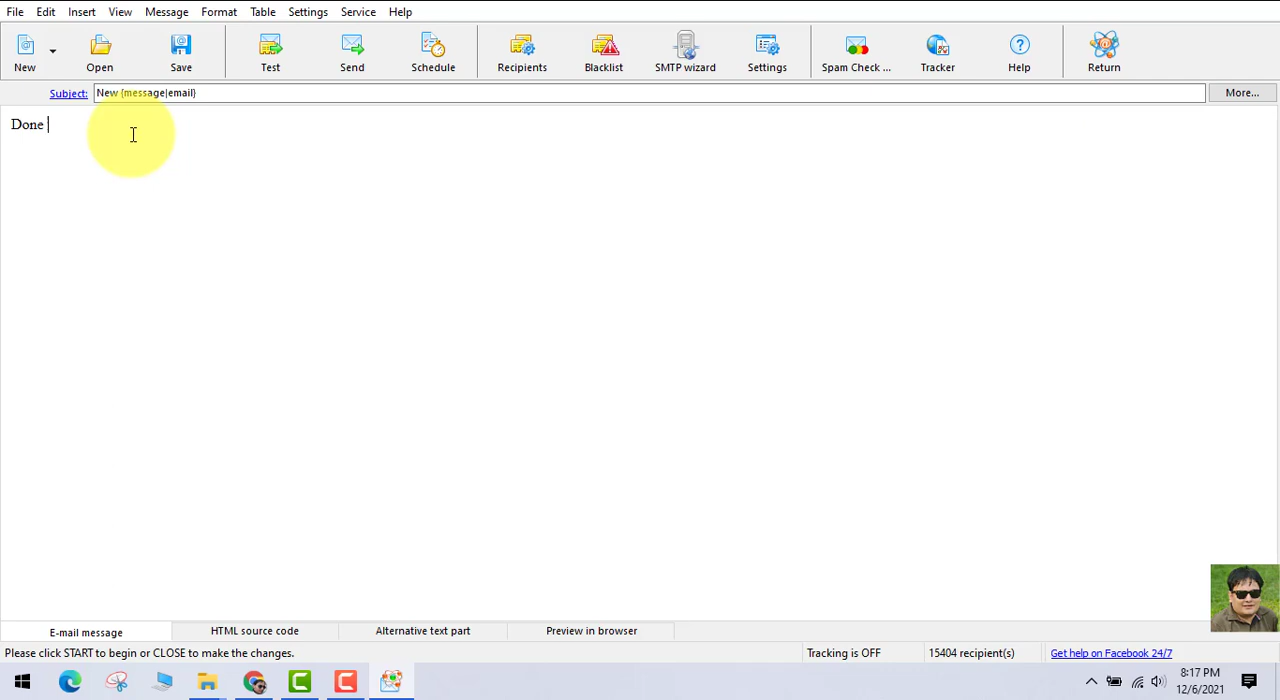 File Edit Insert View Message Format Table Settings Service Help
New Open Save Test Send Schedule Recipients Blacklist SMTP wizard Settings Spam Check ... Tracker Help Return
Subject: New {message|email} More...
Done
E-mail message HTML source code Alternative text part Preview in browser
Please click START to begin or CLOSE to make the changes. Tracking is OFF 15404 recipient(s) Get help on Facebook 24/7
8:17 PM
12/6/2021